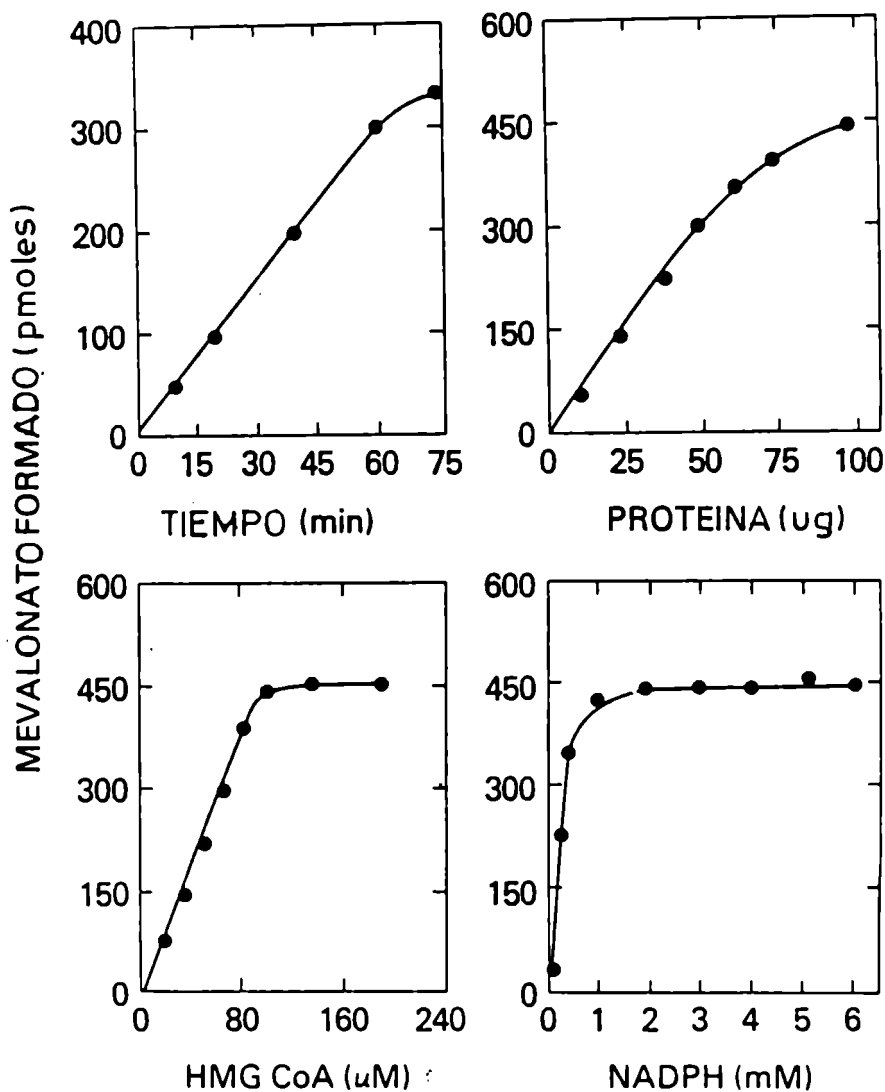 MEVALONATO FORMADO (pmoles)
400
300
200
100
50
0
0 15 30 45 60 75
TIEMPO (min)
600
450
300
150
0
0 25 50 75 100
PROTEINA (ug)
600
450
300
150
0
0 80 160 240
HMG CoA (uM)
600
450
300
150
0
0 1 2 3 4 5 6
NADPH (mM)